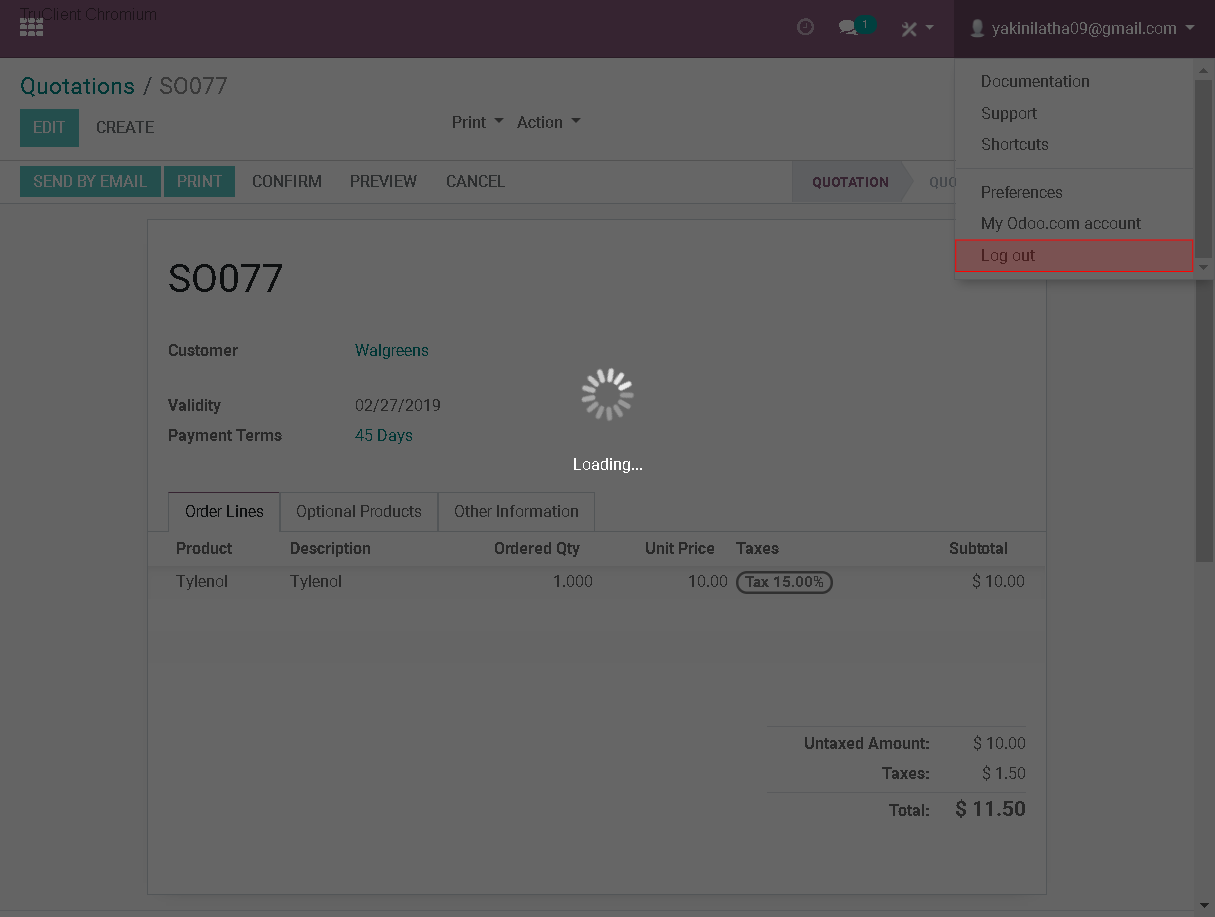 TruClient Chromium
1
yakinilatha09@gmail.com
Quotations / SO077
EDIT CREATE
Print Action
Documentation
Support
Shortcuts
Preferences
My Odoo.com account
Log out
SEND BY EMAIL PRINT CONFIRM PREVIEW CANCEL
QUOTATION QUO
SO077
Customer Walgreens
Validity 02/27/2019
Payment Terms 45 Days
Loading...
Order Lines Optional Products Other Information
Product Description Ordered Qty Unit Price Taxes Subtotal
Tylenol Tylenol 1.000 10.00 Tax 15.00% $ 10.00
Untaxed Amount: $ 10.00
Taxes: $ 1.50
Total: $ 11.50